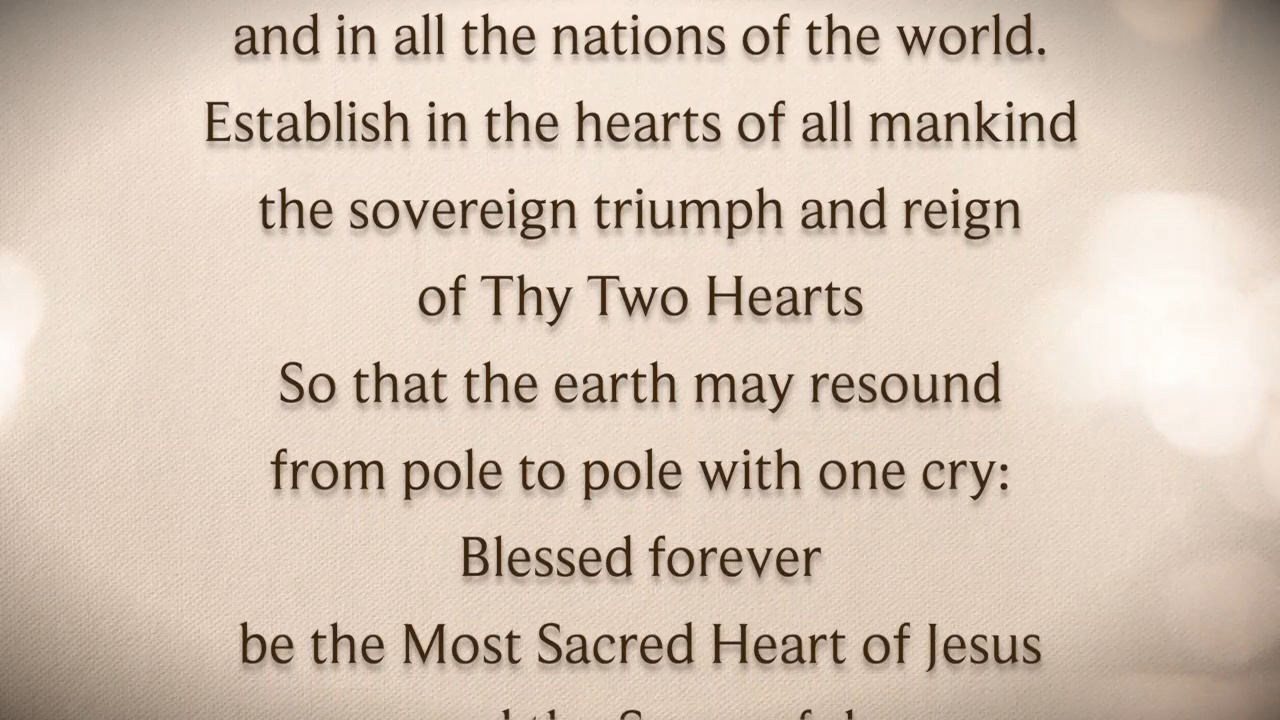 and in all the nations of the world.
Establish in the hearts of all mankind
the sovereign triumph and reign
of Thy Two Hearts
So that the earth may resound
from pole to pole with one cry:
Blessed forever
be the Most Sacred Heart of Jesus